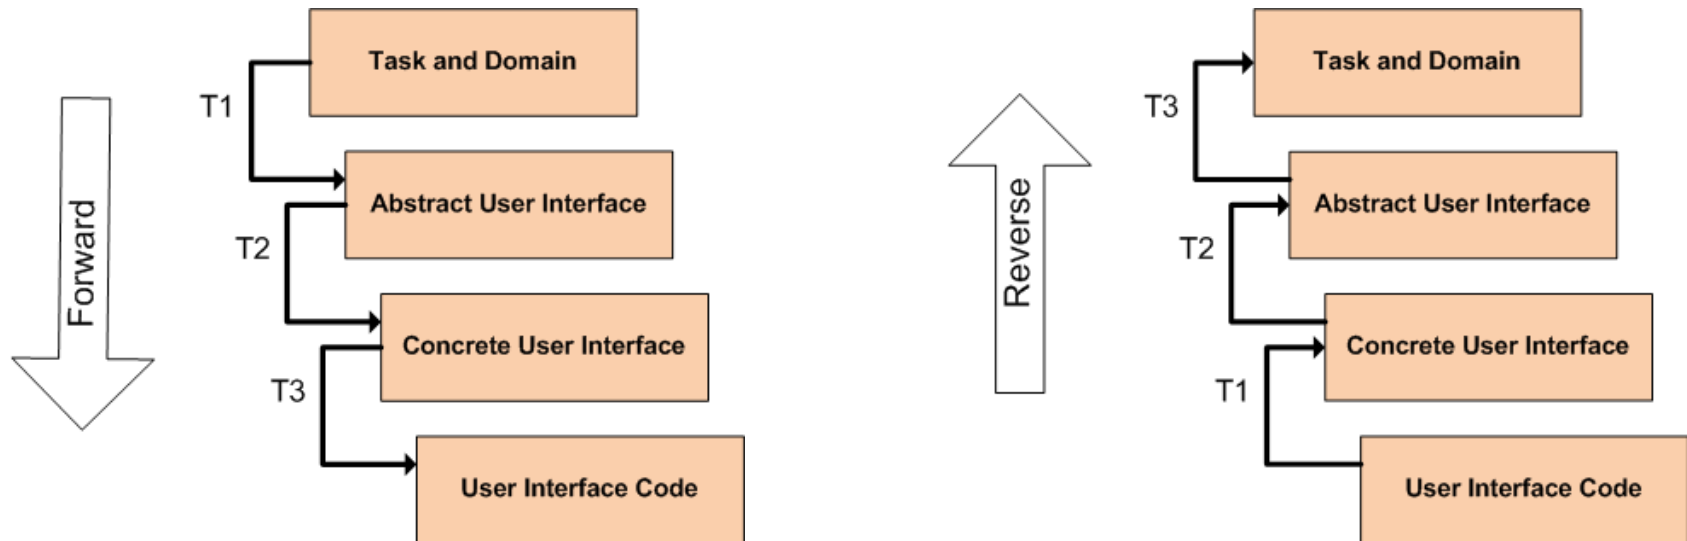 Task and Domain
T1
Abstract User Interface
Forward
T2
Concrete User Interface
T3
User Interface Code
Task and Domain
T3
Abstract User Interface
Reverse
T2
Concrete User Interface
T1
User Interface Code